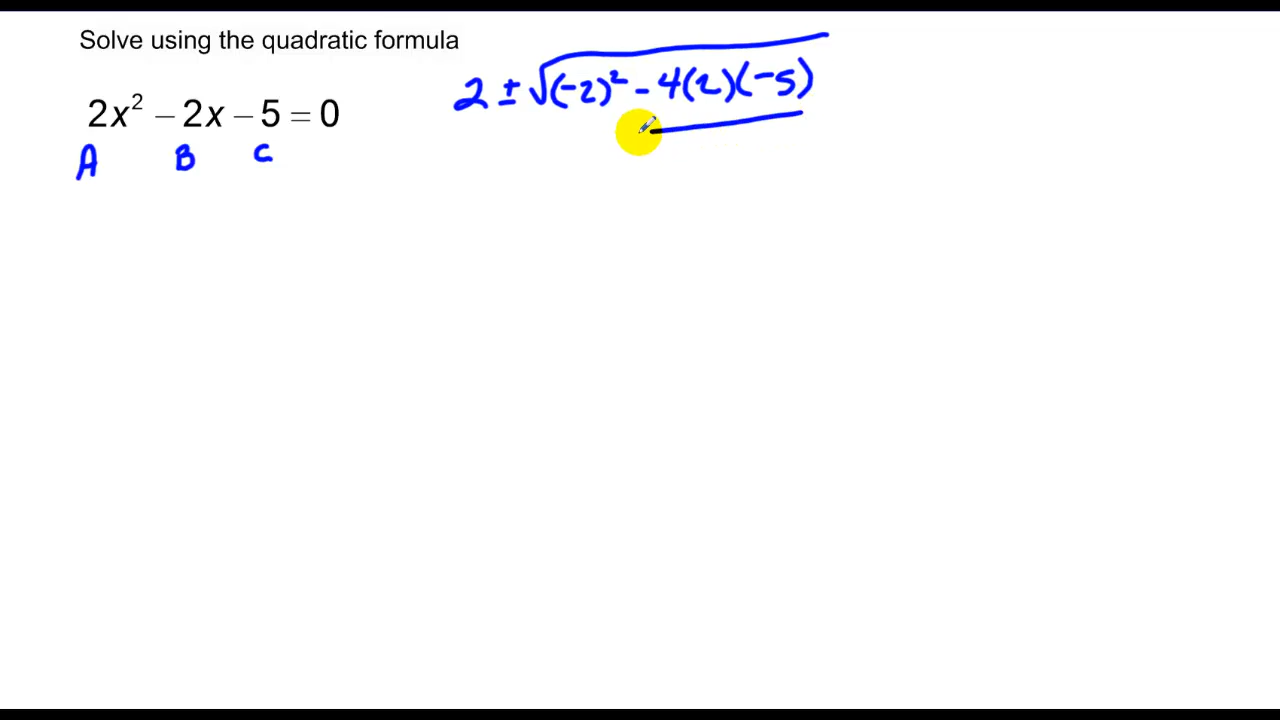 Solve using the quadratic formula
2x² − 2x − 5 = 0
A B C
2 ± √(-2)² - 4(2)(-5)